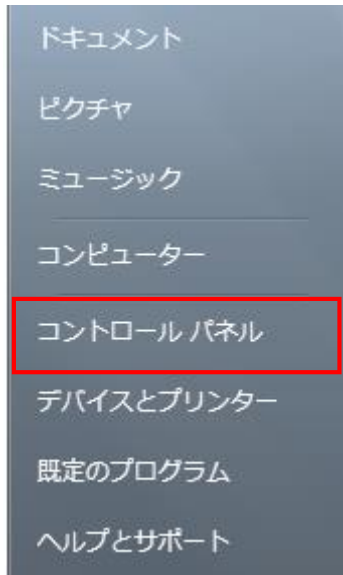 ドキュメント
ピクチャ
ミュージック
コンピューター
コントロール パネル
デバイスとプリンター
既定のプログラム
ヘルプとサポート